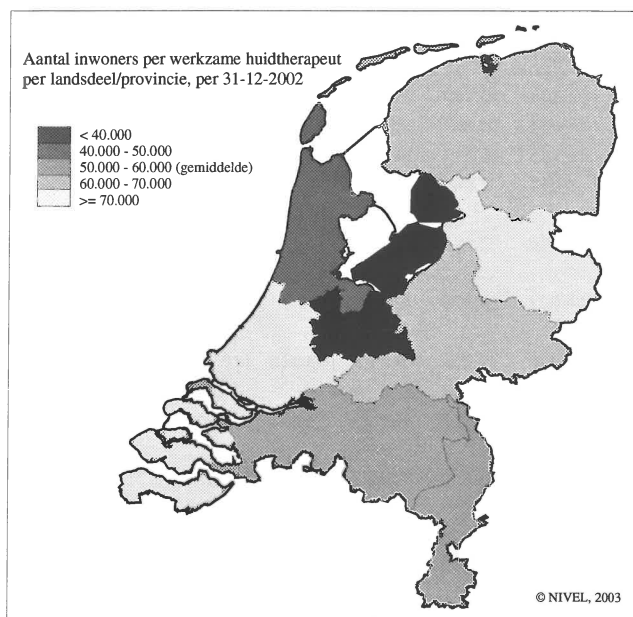 Aantal inwoners per werkzame huidtherapeut
per landsdeel/provincie, per 31-12-2002
< 40.000
40.000 - 50.000
50.000 - 60.000 (gemiddelde)
60.000 - 70.000
>= 70.000
© NIVEL, 2003